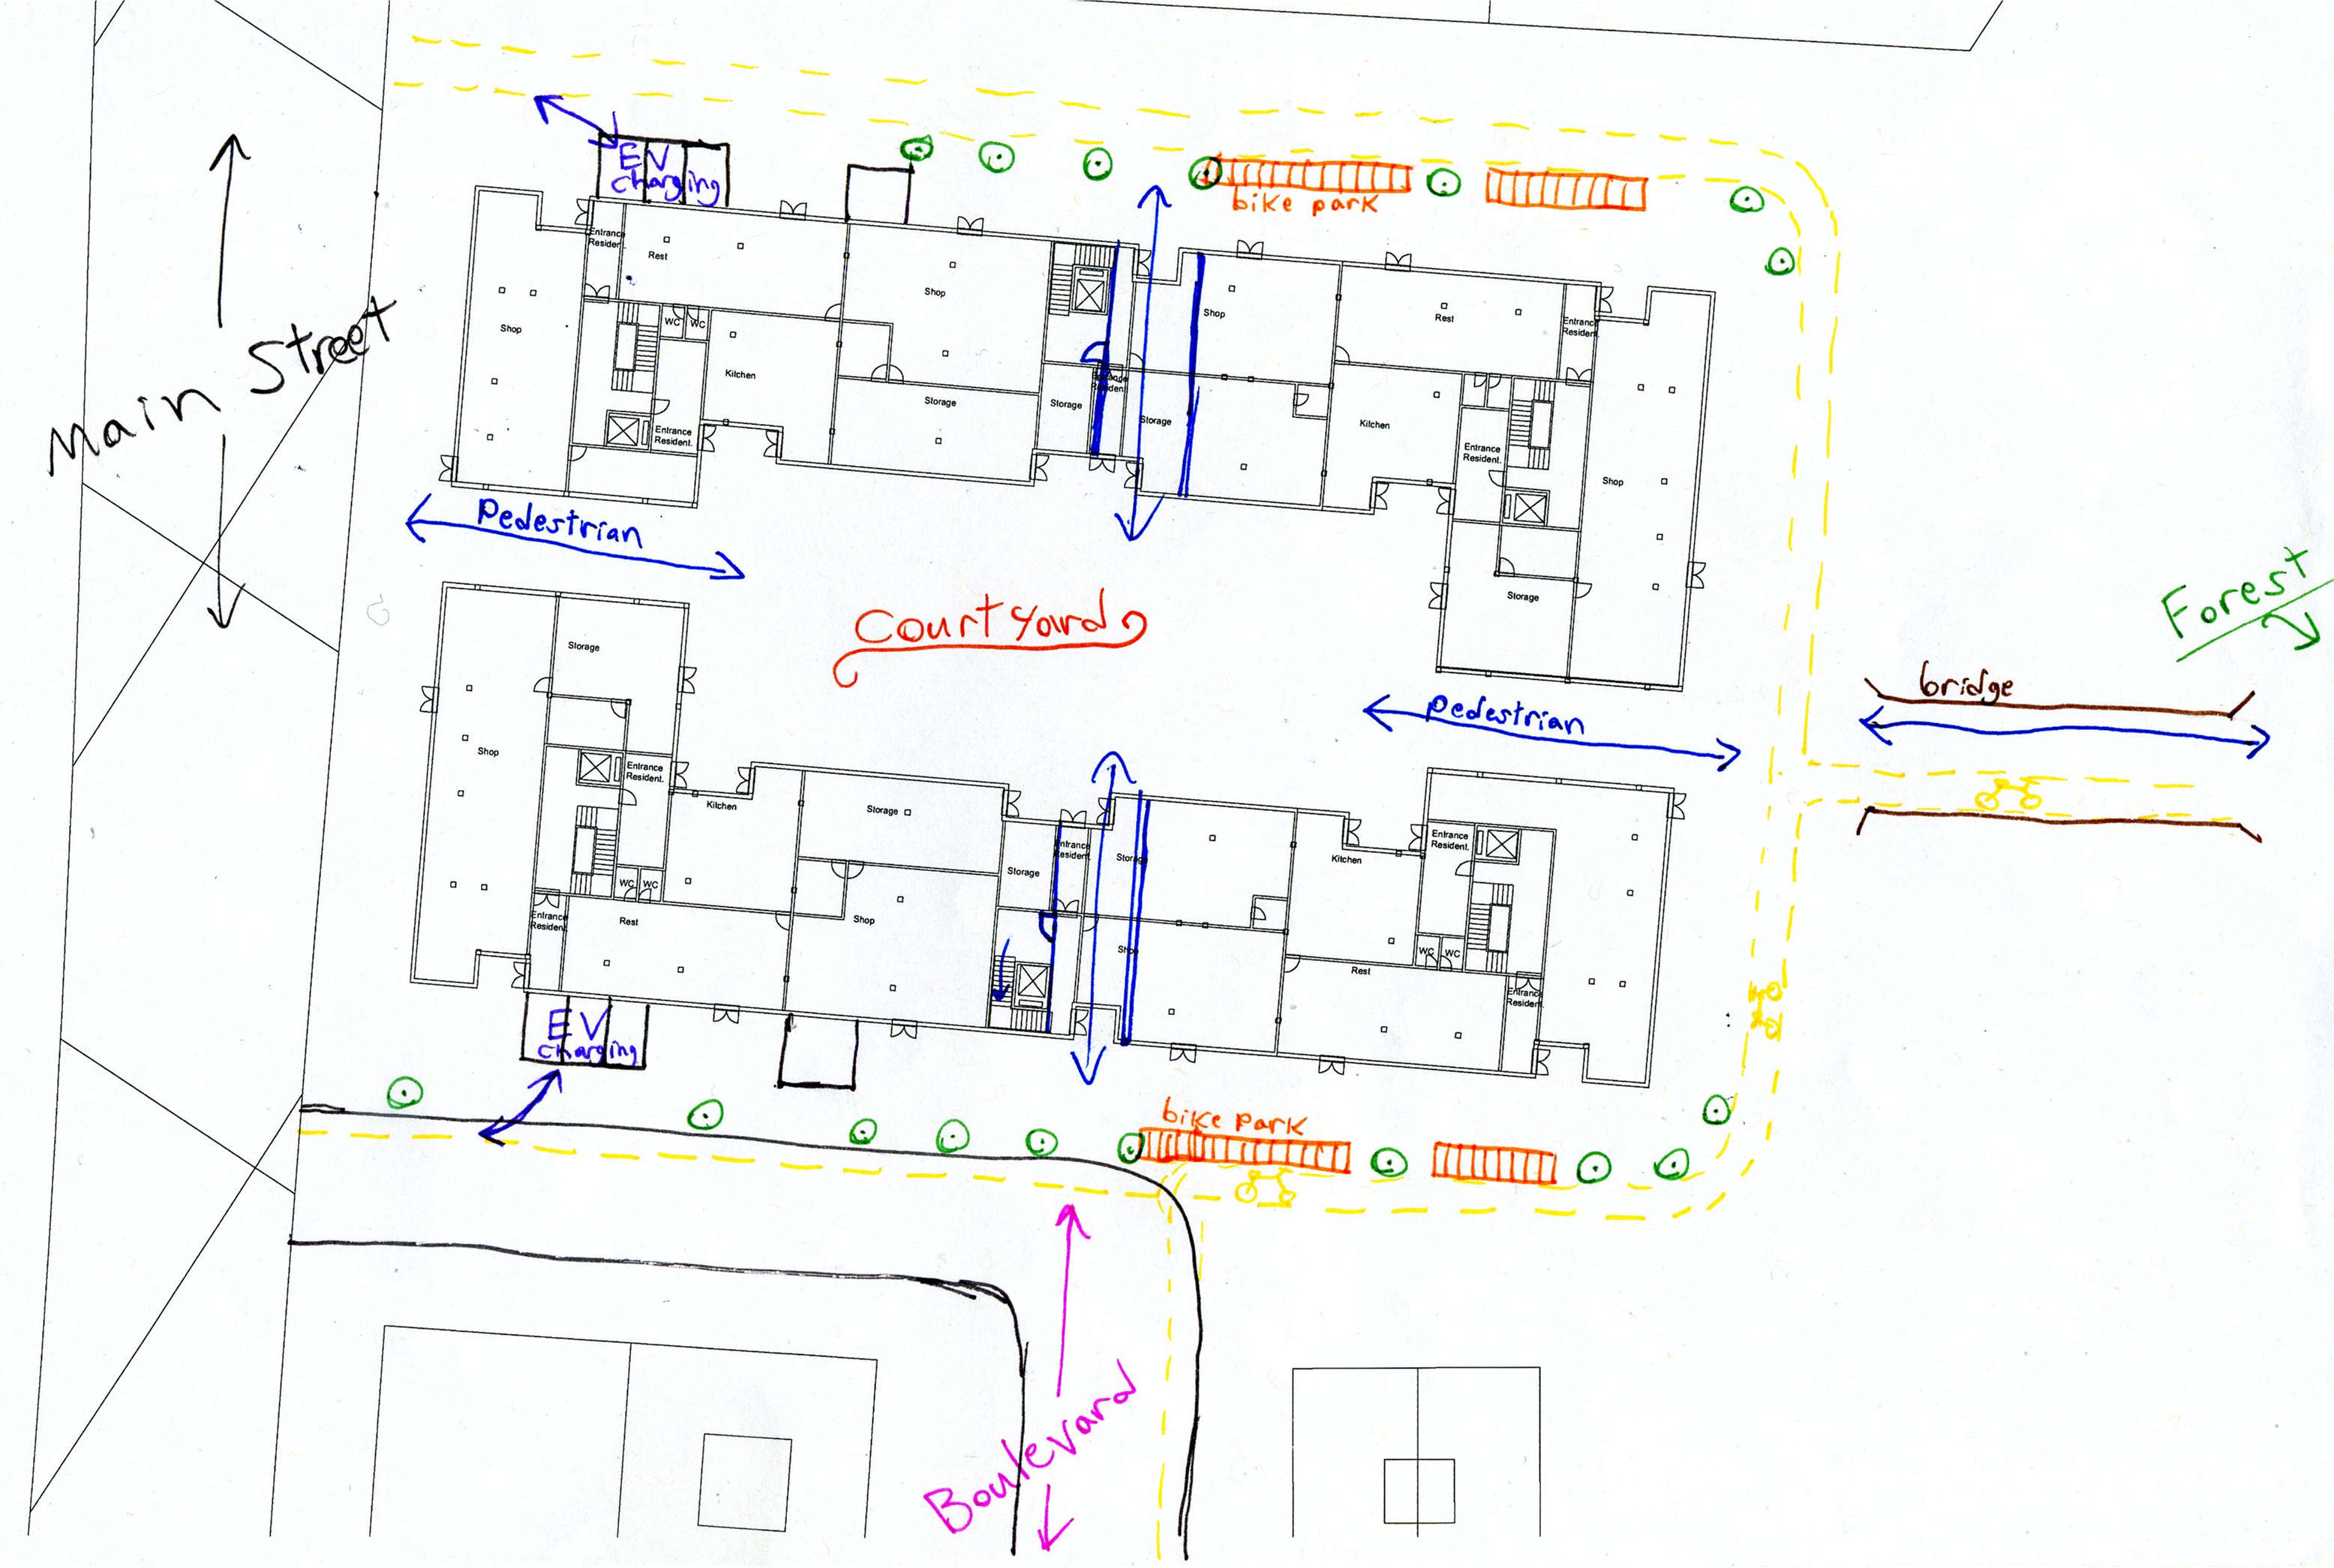 EV
charging
bike park
Entrance
Resident
Rest
Shop
Shop
Rest
Entrance
Resident
Shop
WC
WC
Kitchen
Storage
Storage
Entrance
Resident.
Entrance
Resident
Storage
Kitchen
Entrance
Resident.
Shop
Main Street
Pedestrian
Storage
Courtyard
Forest
bridge
Pedestrian
Storage
Shop
Entrance
Resident.
Kitchen
Storage
Storage
Entrance
Resident
Storage
Kitchen
Entrance
Resident.
WC
WC
Entrance
Resident
Rest
Shop
Shop
WC
WC
Rest
Entrance
Resident
EV
charging
bike park
Boulevard